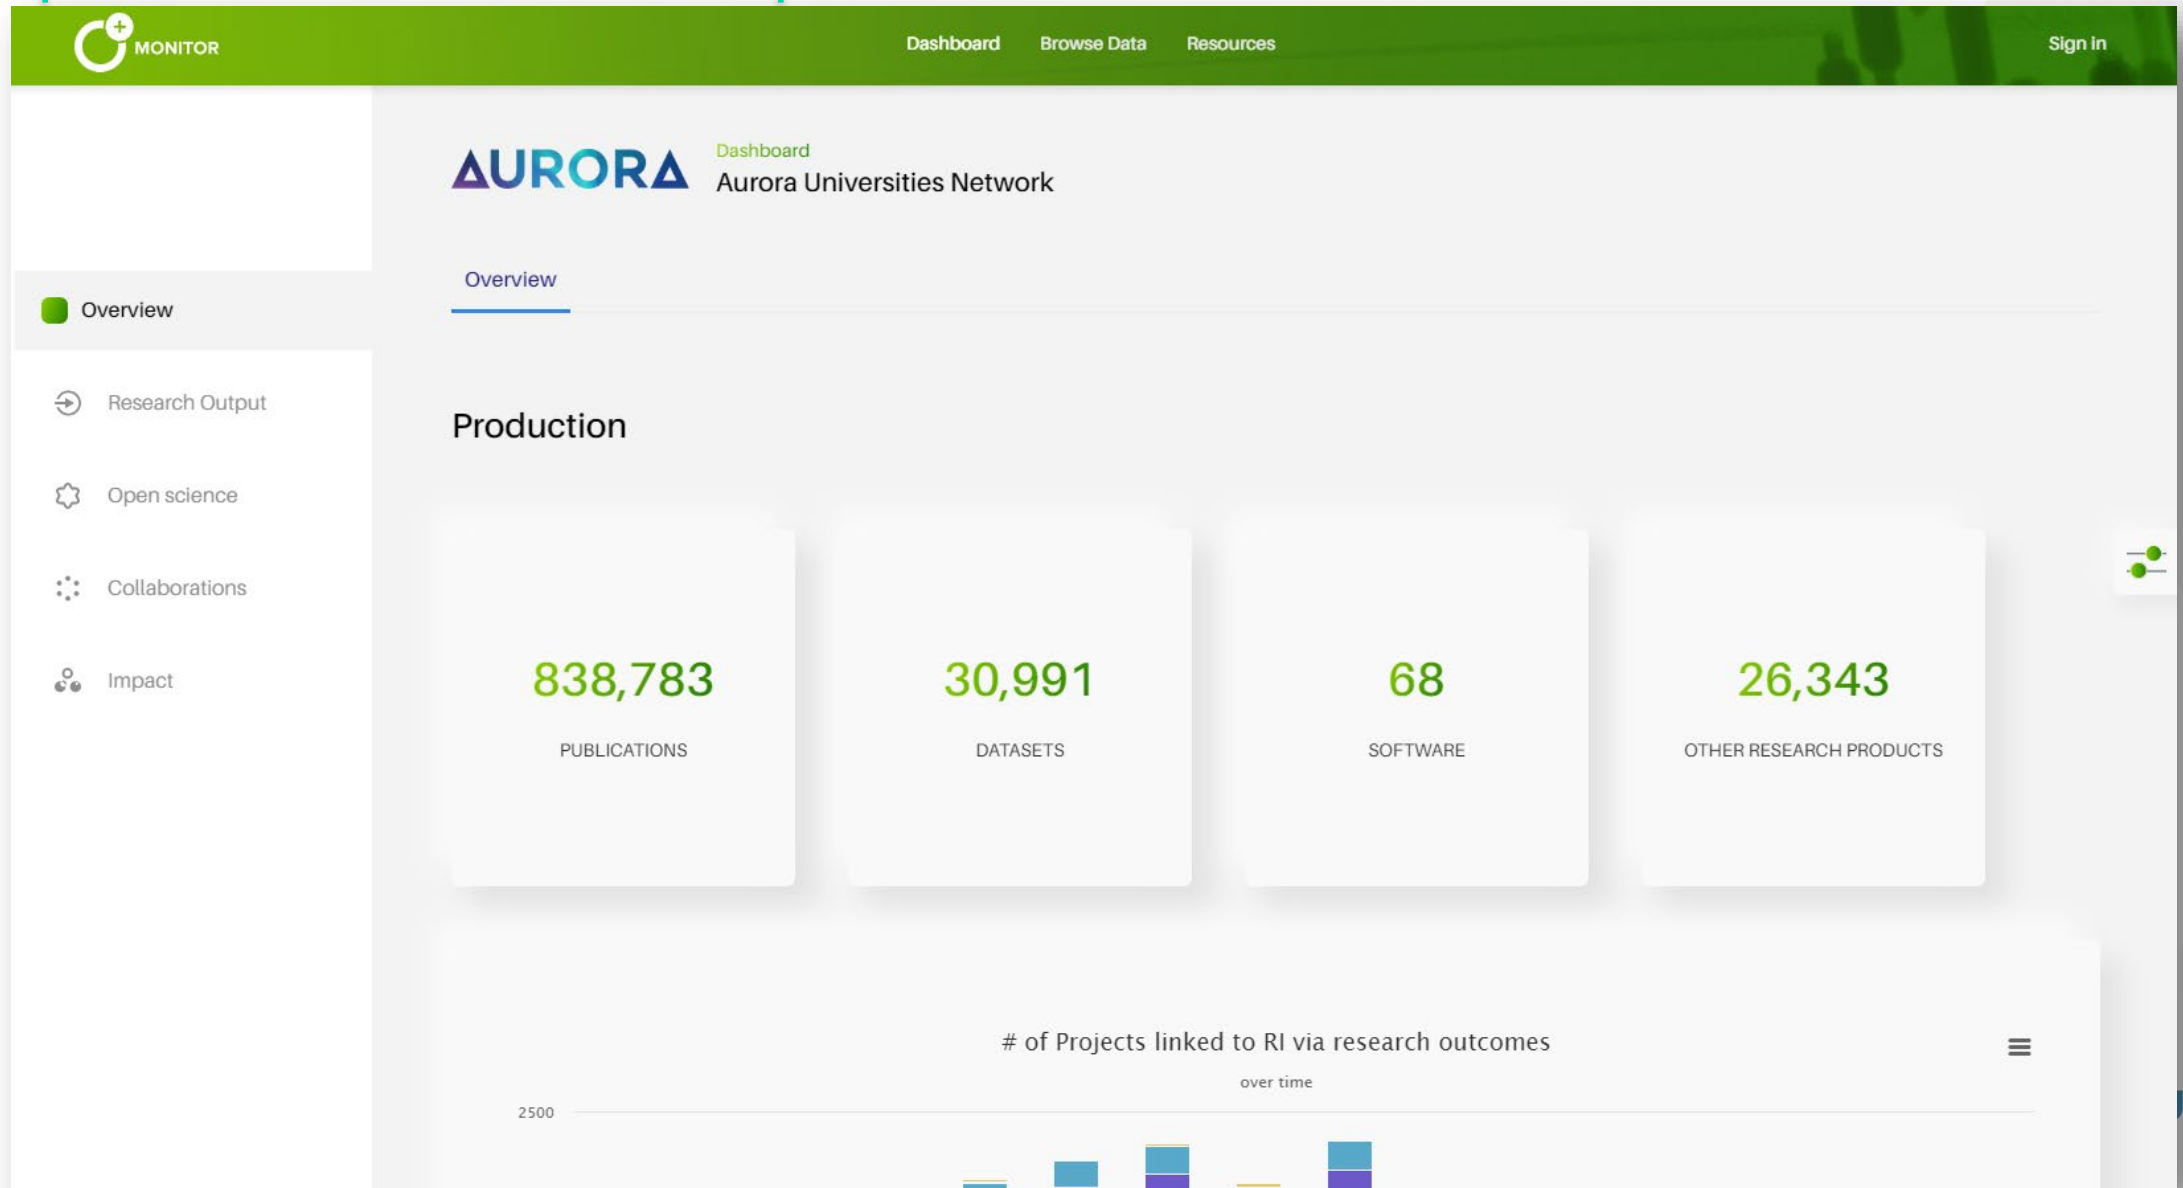 MONITOR
Dashboard Browse Data Resources
Sign in
AURORA
Dashboard
Aurora Universities Network
Overview
Overview
Research Output
Open science
Collaborations
Impact
Production
838,783
PUBLICATIONS
30,991
DATASETS
68
SOFTWARE
26,343
OTHER RESEARCH PRODUCTS
# of Projects linked to RI via research outcomes
over time
2500